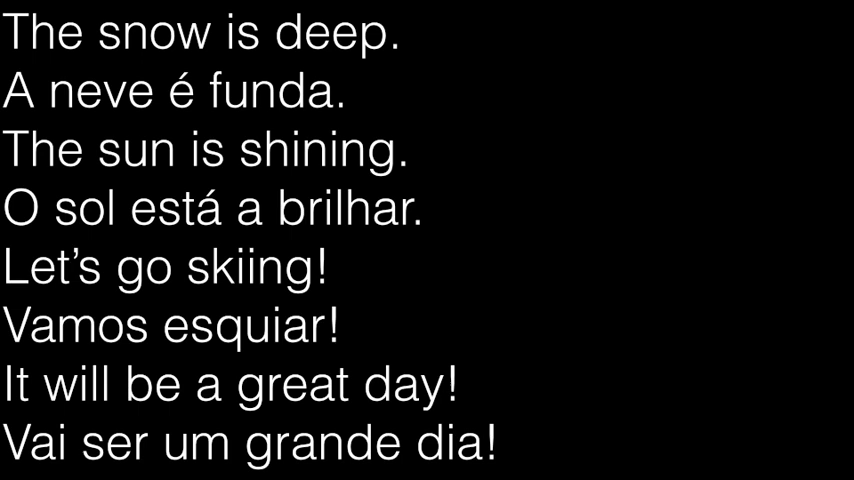 The snow is deep.
A neve é funda.
The sun is shining.
O sol está a brilhar.
Let’s go skiing!
Vamos esquiar!
It will be a great day!
Vai ser um grande dia!